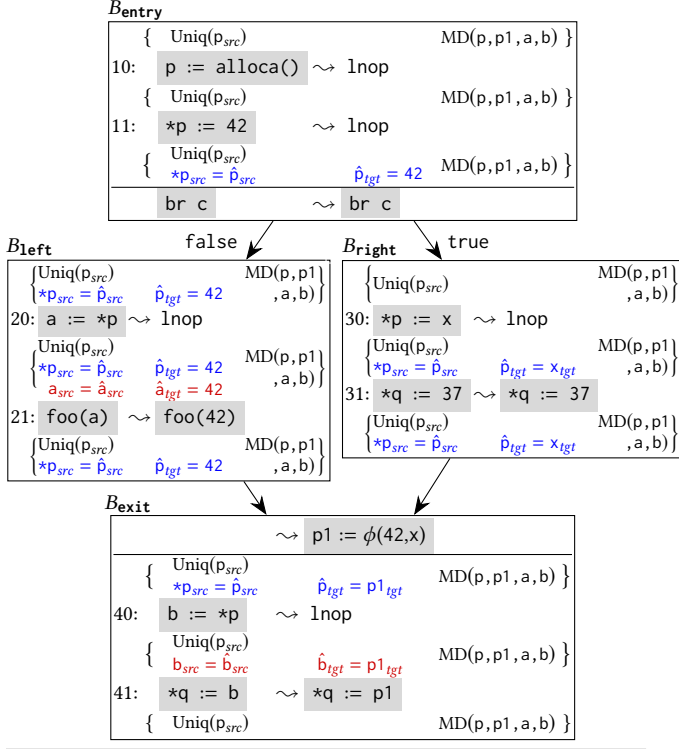 B_entry
{ Uniq(p_src) MD(p,p1,a,b) }
10: p := alloca() ⇝ lnop
{ Uniq(p_src) MD(p,p1,a,b) }
11: *p := 42 ⇝ lnop
{ Uniq(p_src) MD(p,p1,a,b) }
*p_src = p̂_src p̂_tgt = 42
br c ⇝ br c
false true
B_left
{Uniq(p_src) MD(p,p1
*p_src = p̂_src p̂_tgt = 42 ,a,b)}
20: a := *p ⇝ lnop
{Uniq(p_src) MD(p,p1
*p_src = p̂_src p̂_tgt = 42 ,a,b)}
a_src = â_src â_tgt = 42
21: foo(a) ⇝ foo(42)
{Uniq(p_src) MD(p,p1
*p_src = p̂_src p̂_tgt = 42 ,a,b)}
B_right
{Uniq(p_src) MD(p,p1
,a,b)}
30: *p := x ⇝ lnop
{Uniq(p_src) MD(p,p1
*p_src = p̂_src p̂_tgt = x_tgt ,a,b)}
31: *q := 37 ⇝ *q := 37
{Uniq(p_src) MD(p,p1
*p_src = p̂_src p̂_tgt = x_tgt ,a,b)}
B_exit
⇝ p1 := ϕ(42,x)
{ Uniq(p_src) MD(p,p1,a,b) }
*p_src = p̂_src p̂_tgt = p1_tgt
40: b := *p ⇝ lnop
{ Uniq(p_src) MD(p,p1,a,b) }
b_src = b̂_src b̂_tgt = p1_tgt
41: *q := b ⇝ *q := p1
{ Uniq(p_src) MD(p,p1,a,b) }